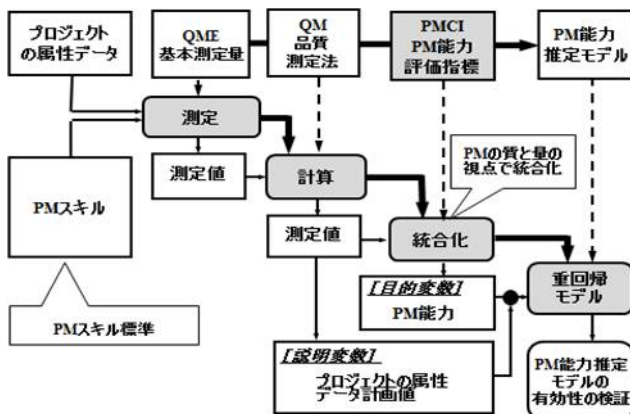 プロジェクト
の属性データ
QME
基本測定量
QM
品質
測定法
PMCI
PM能力
評価指標
PM能力
推定モデル
測定
PMスキル
測定値
計算
PMの質と量の
視点で統合化
測定値
統合化
[目的変数]
PM能力
重回帰
モデル
PMスキル標準
[説明変数]
プロジェクトの属性
データ計画値
PM能力推定
モデルの
有効性の検証